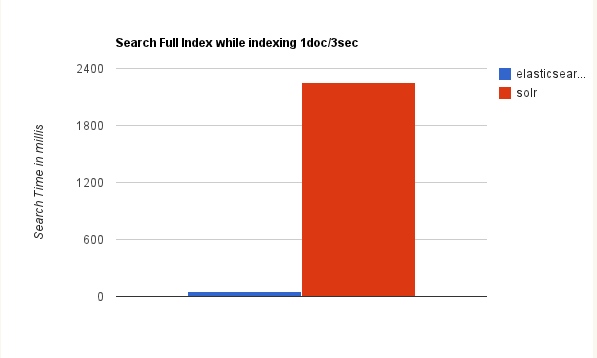 Search Full Index while indexing 1doc/3sec
2400
1800
1200
600
0
Search Time in millis
elasticsear...
solr